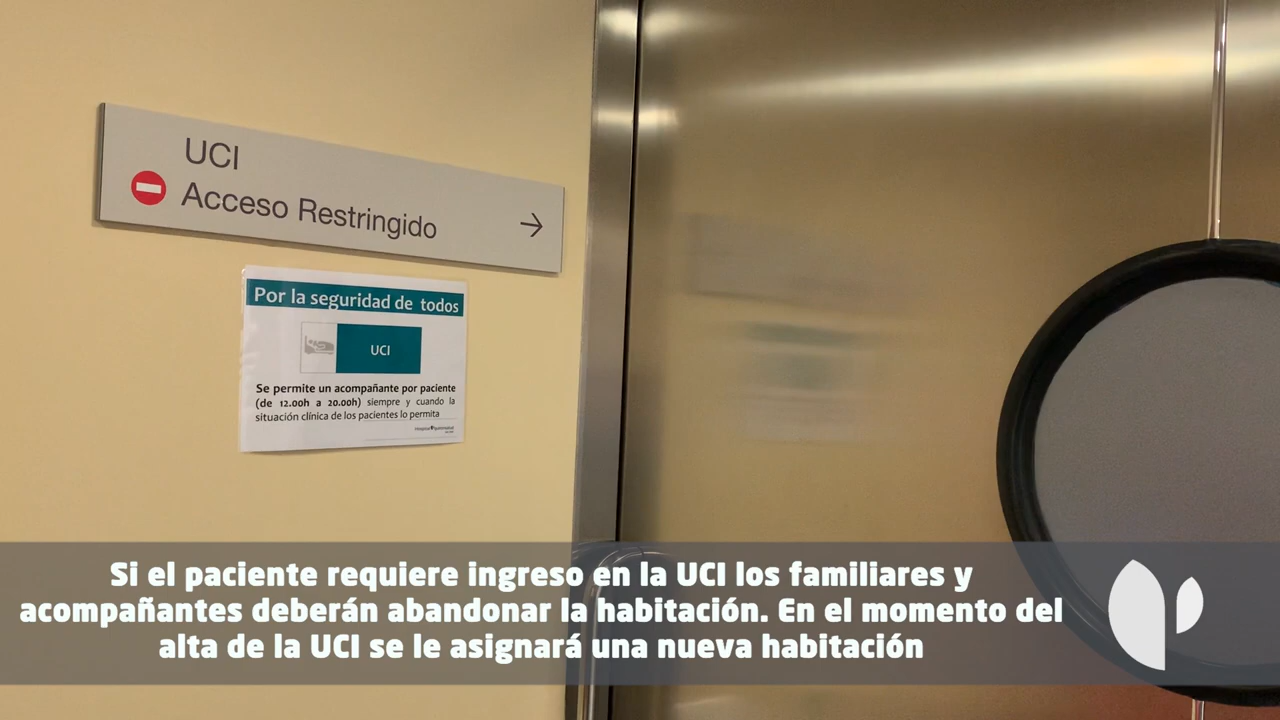 UCI
Acceso Restringido
Por la seguridad de todos
UCI
Se permite un acompañante por paciente
(de 12.00h a 20.00h) siempre y cuando la
situación clínica de los pacientes lo permita
Si el paciente requiere ingreso en la UCI los familiares y
acompañantes deberán abandonar la habitación. En el momento del
alta de la UCI se le asignará una nueva habitación